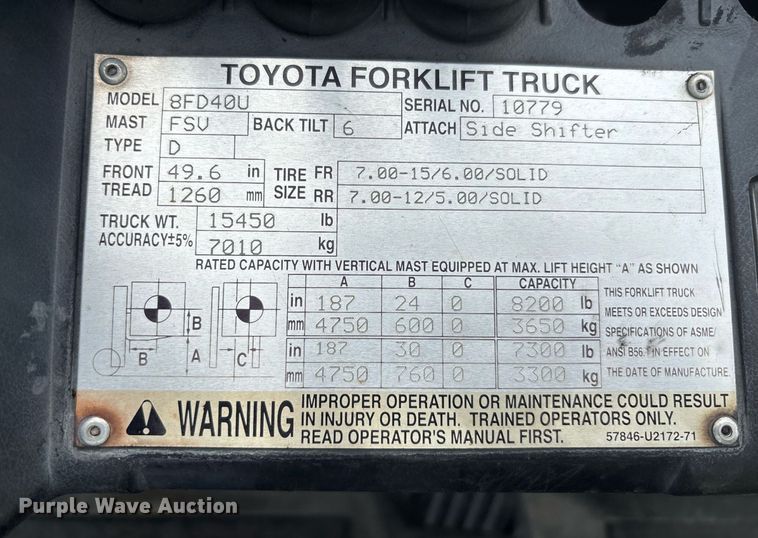 TOYOTA FORKLIFT TRUCK
MODEL 8FD40U SERIAL NO. 10779
MAST FSV BACK TILT 6 ATTACH Side Shifter
TYPE D
FRONT TREAD 49.6 in TIRE SIZE FR 7.00-15/6.00/SOLID
1260 mm RR 7.00-12/5.00/SOLID
TRUCK WT. 15450 lb
ACCURACY±5% 7010 kg
RATED CAPACITY WITH VERTICAL MAST EQUIPPED AT MAX. LIFT HEIGHT "A" AS SHOWN
A B C CAPACITY
in 187 24 0 8200 lb
mm 4750 600 0 3650 kg
in 187 30 0 7300 lb
mm 4750 760 0 3300 kg
B
B
A
C
THIS FORKLIFT TRUCK
MEETS OR EXCEEDS DESIGN
SPECIFICATIONS OF ASME/
ANSI B56.1 IN EFFECT ON
THE DATE OF MANUFACTURE.
WARNING
IMPROPER OPERATION OR MAINTENANCE COULD RESULT
IN INJURY OR DEATH. TRAINED OPERATORS ONLY.
READ OPERATOR'S MANUAL FIRST. 57846-U2172-71
Purple Wave Auction